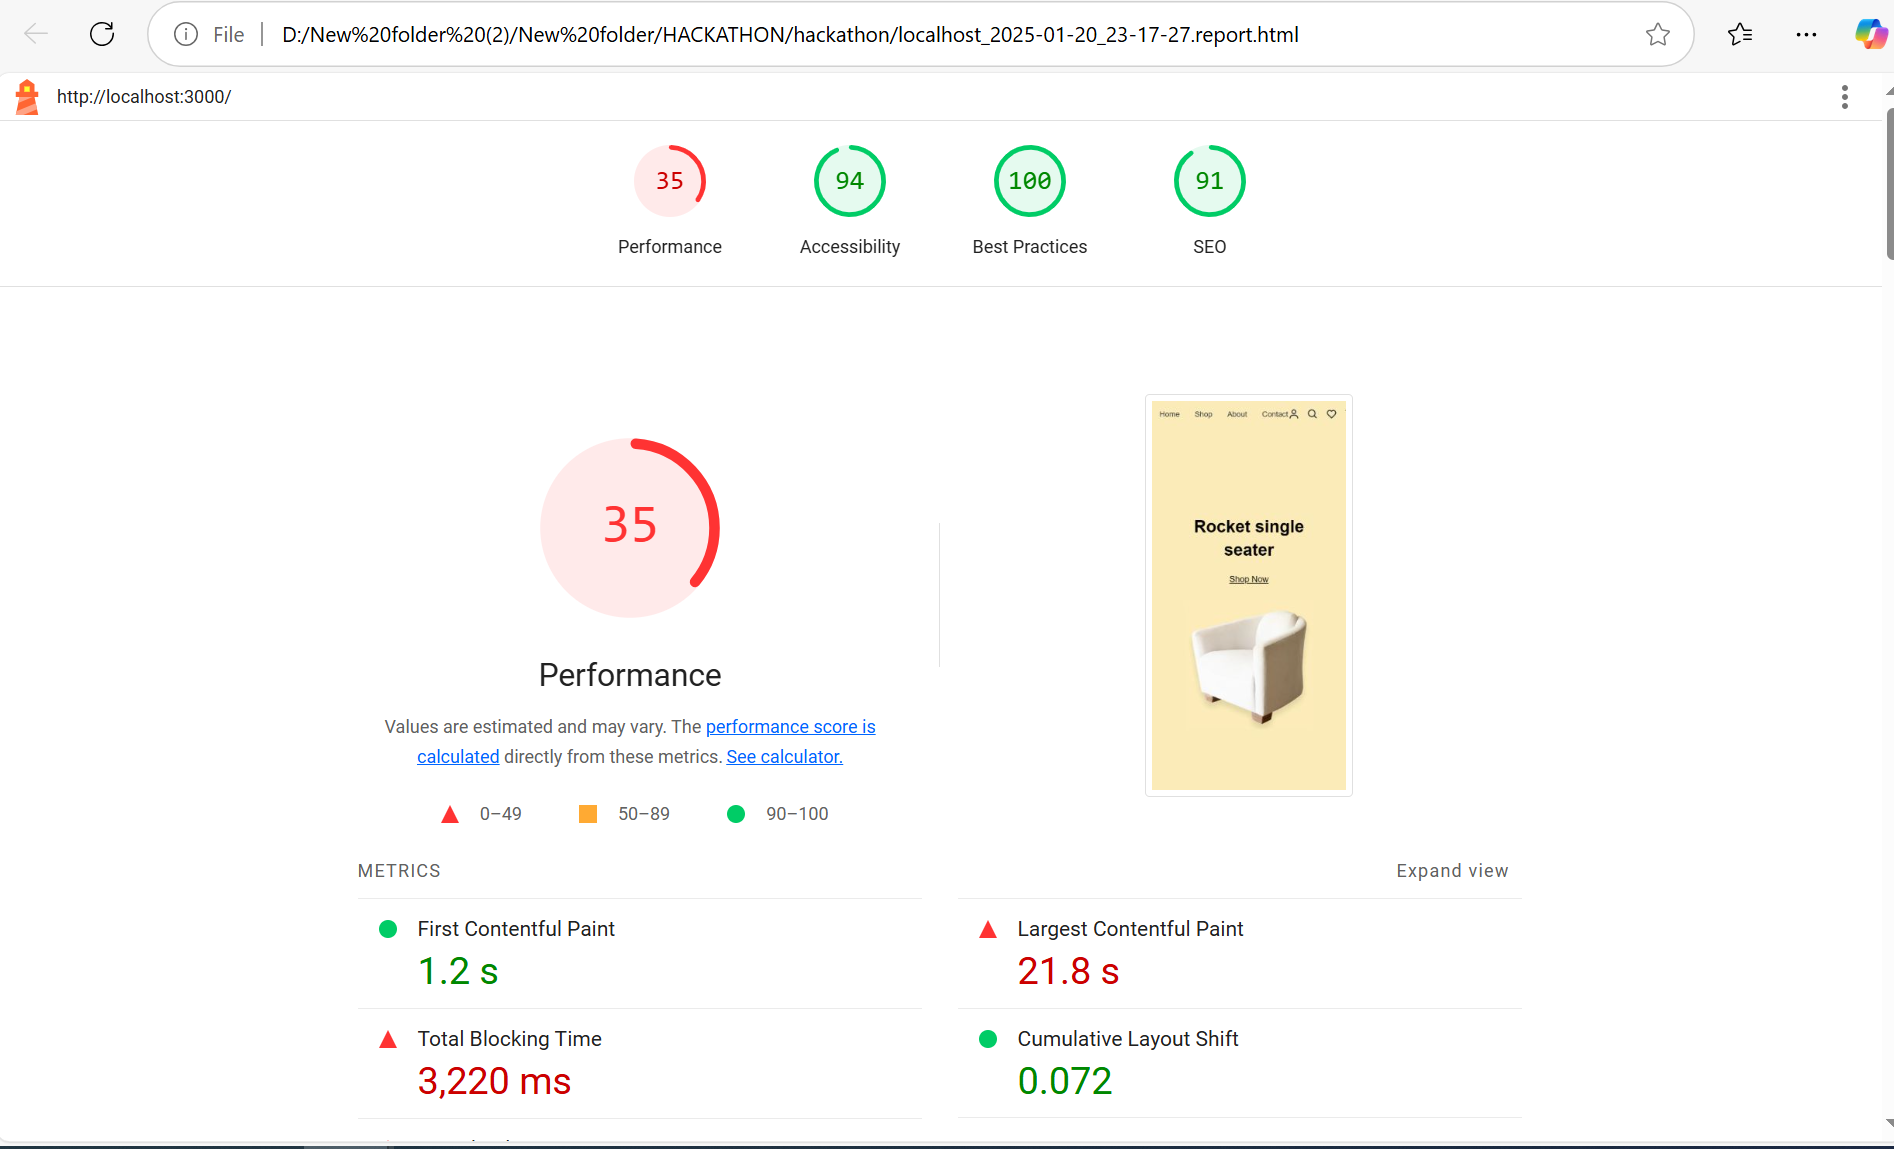 File | D:/New%20folder%20(2)/New%20folder/HACKATHON/hackathon/localhost_2025-01-20_23-17-27.report.html
http://localhost:3000/
35 94 100 91
Performance Accessibility Best Practices SEO
Home Shop About Contact
Rocket single
seater
Shop Now
35
Performance
Values are estimated and may vary. The performance score is
calculated directly from these metrics. See calculator.
0–49 50–89 90–100
METRICS Expand view
First Contentful Paint
1.2 s
Largest Contentful Paint
21.8 s
Total Blocking Time
3,220 ms
Cumulative Layout Shift
0.072